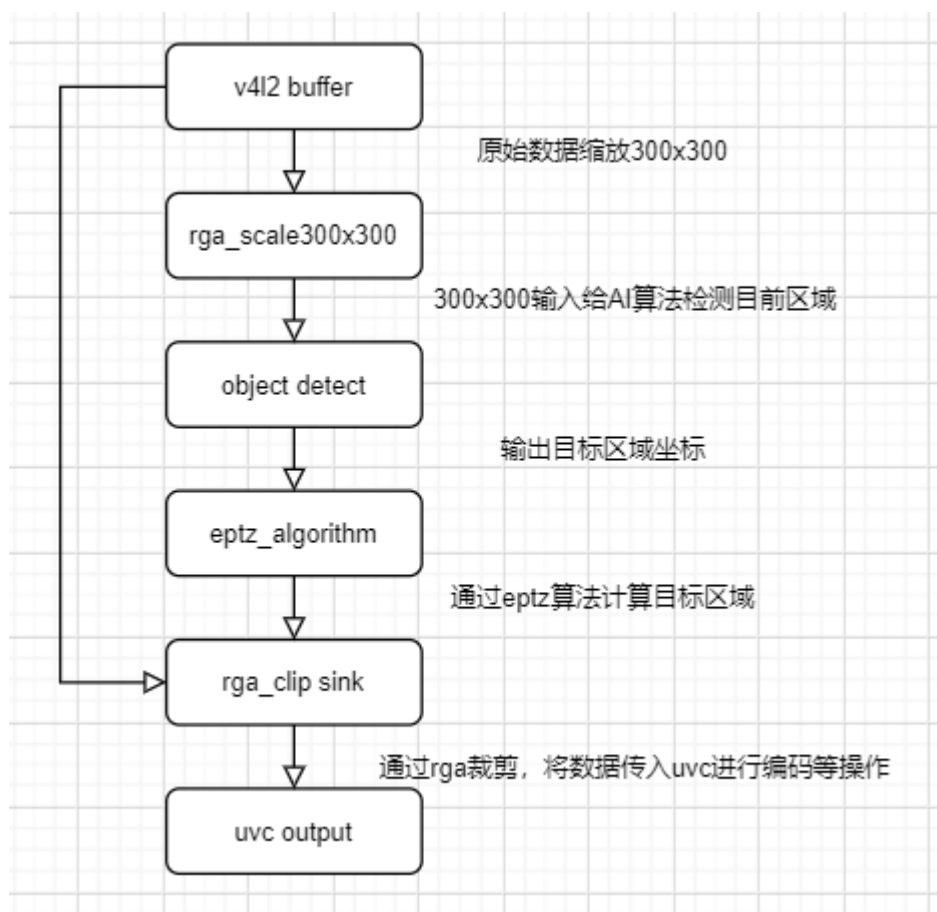 v4l2 buffer
原始数据缩放300x300
rga_scale300x300
300x300输入给AI算法检测目前区域
object detect
输出目标区域坐标
eptz_algorithm
通过eptz算法计算目标区域
rga_clip sink
通过rga裁剪，将数据传入uvc进行编码等操作
uvc output